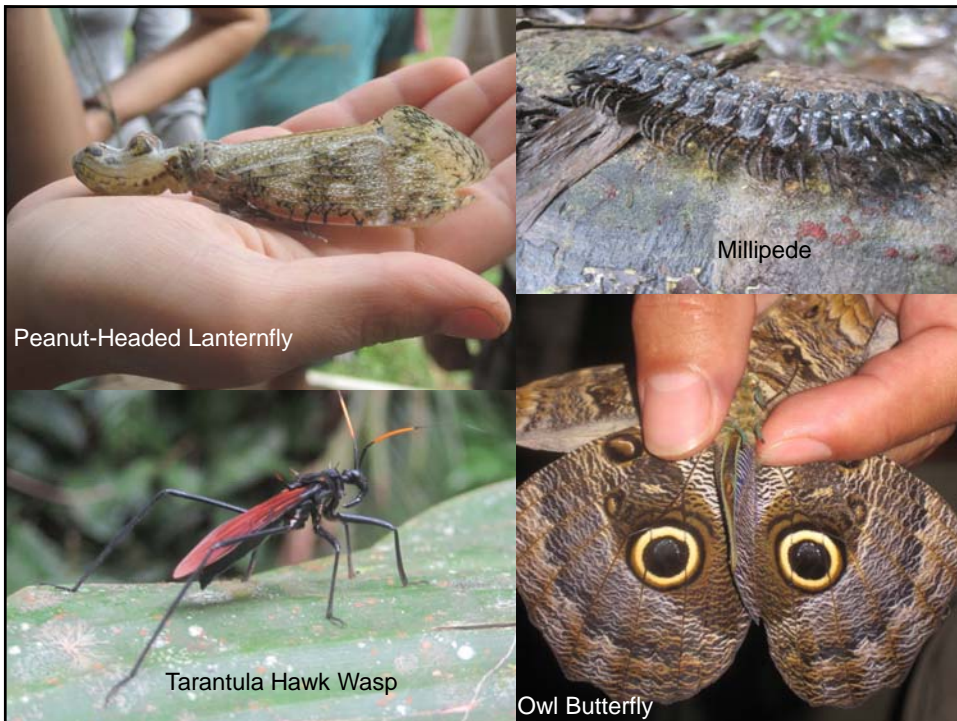 Millipede
Peanut-Headed Lanternfly
Tarantula Hawk Wasp
Owl Butterfly